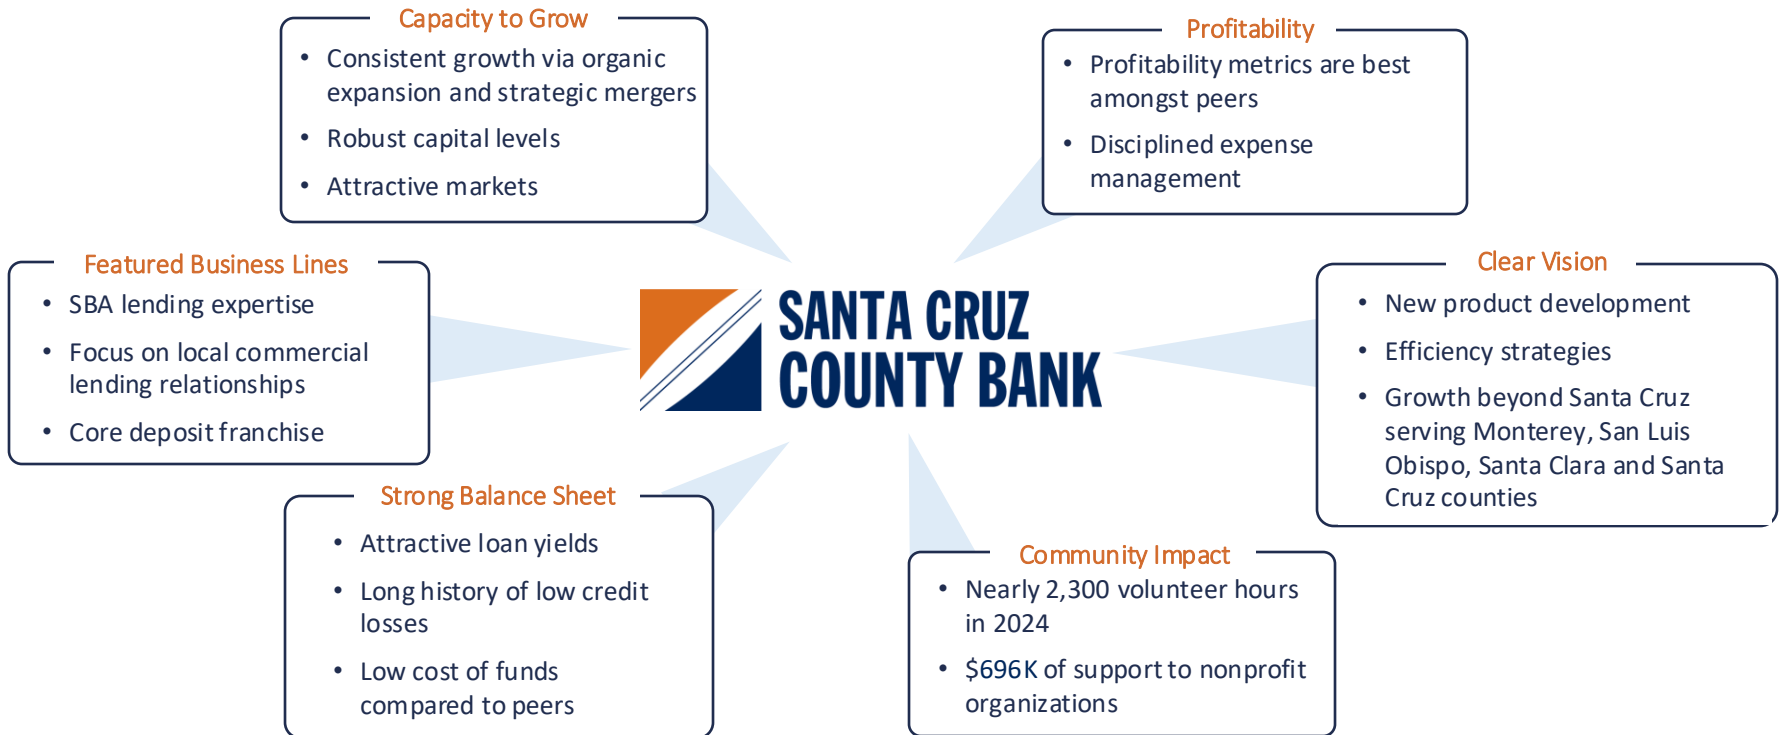 Capacity to Grow
• Consistent growth via organic
expansion and strategic mergers
• Robust capital levels
• Attractive markets
Profitability
• Profitability metrics are best
amongst peers
• Disciplined expense
management
Featured Business Lines
• SBA lending expertise
• Focus on local commercial
lending relationships
• Core deposit franchise
SANTA CRUZ
COUNTY BANK
Clear Vision
• New product development
• Efficiency strategies
• Growth beyond Santa Cruz
serving Monterey, San Luis
Obispo, Santa Clara and Santa
Cruz counties
Strong Balance Sheet
• Attractive loan yields
• Long history of low credit
losses
• Low cost of funds
compared to peers
Community Impact
• Nearly 2,300 volunteer hours
in 2024
• $696K of support to nonprofit
organizations